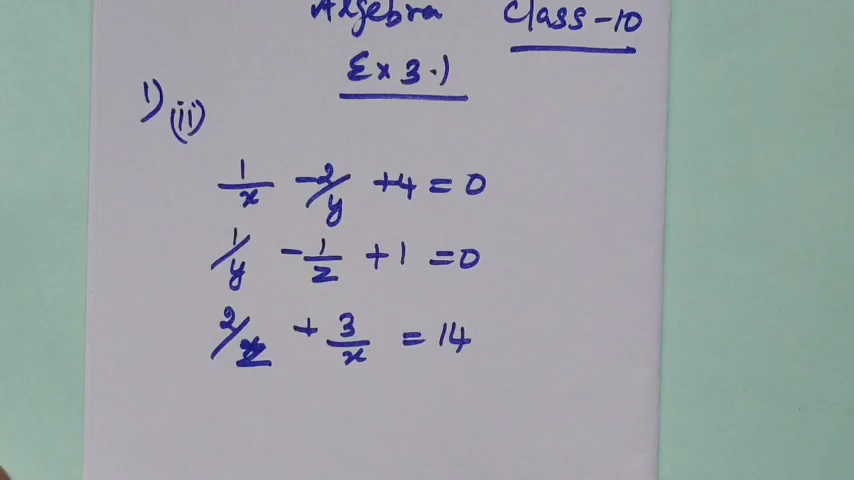 Algebra Class-10
Ex 3.1
1) (ii)
1/x - 2/y + 4 = 0
1/y - 1/z + 1 = 0
2/z + 3/x = 14